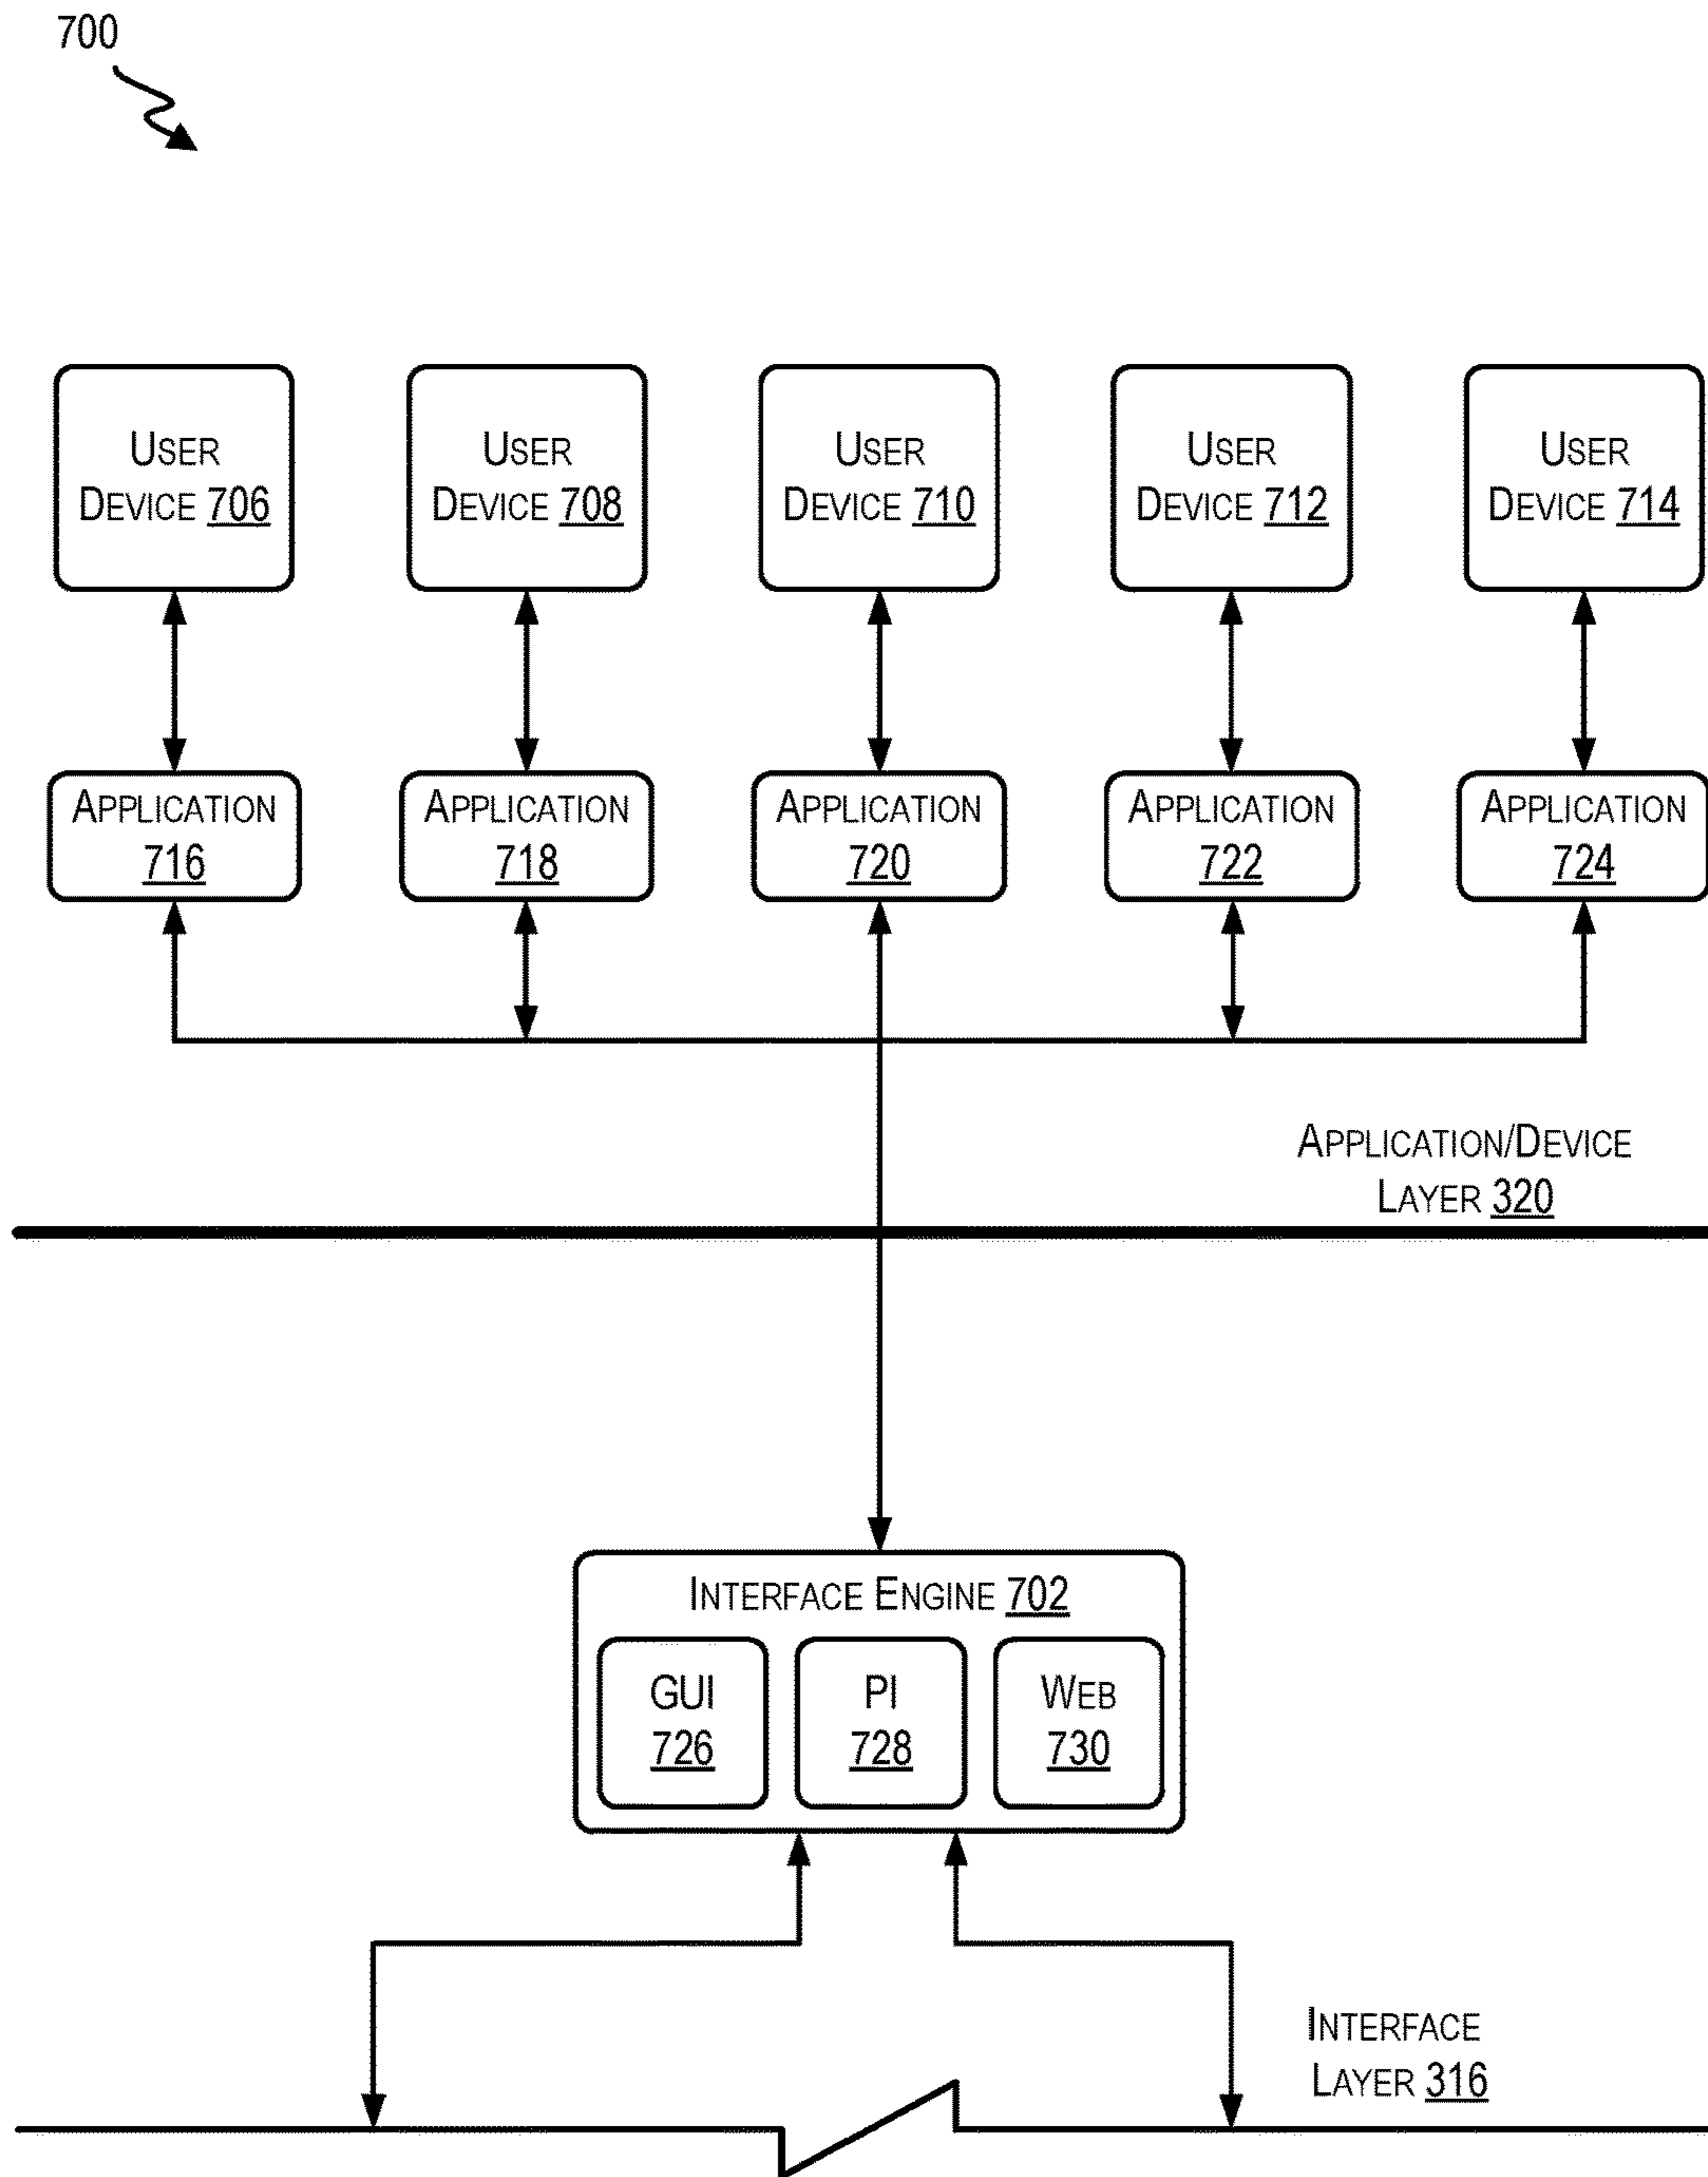 700
User
Device 706
User
Device 708
User
Device 710
User
Device 712
User
Device 714
Application
716
Application
718
Application
720
Application
722
Application
724
Application/Device
Layer 320
Interface Engine 702
GUI
726
PI
728
Web
730
Interface
Layer 316